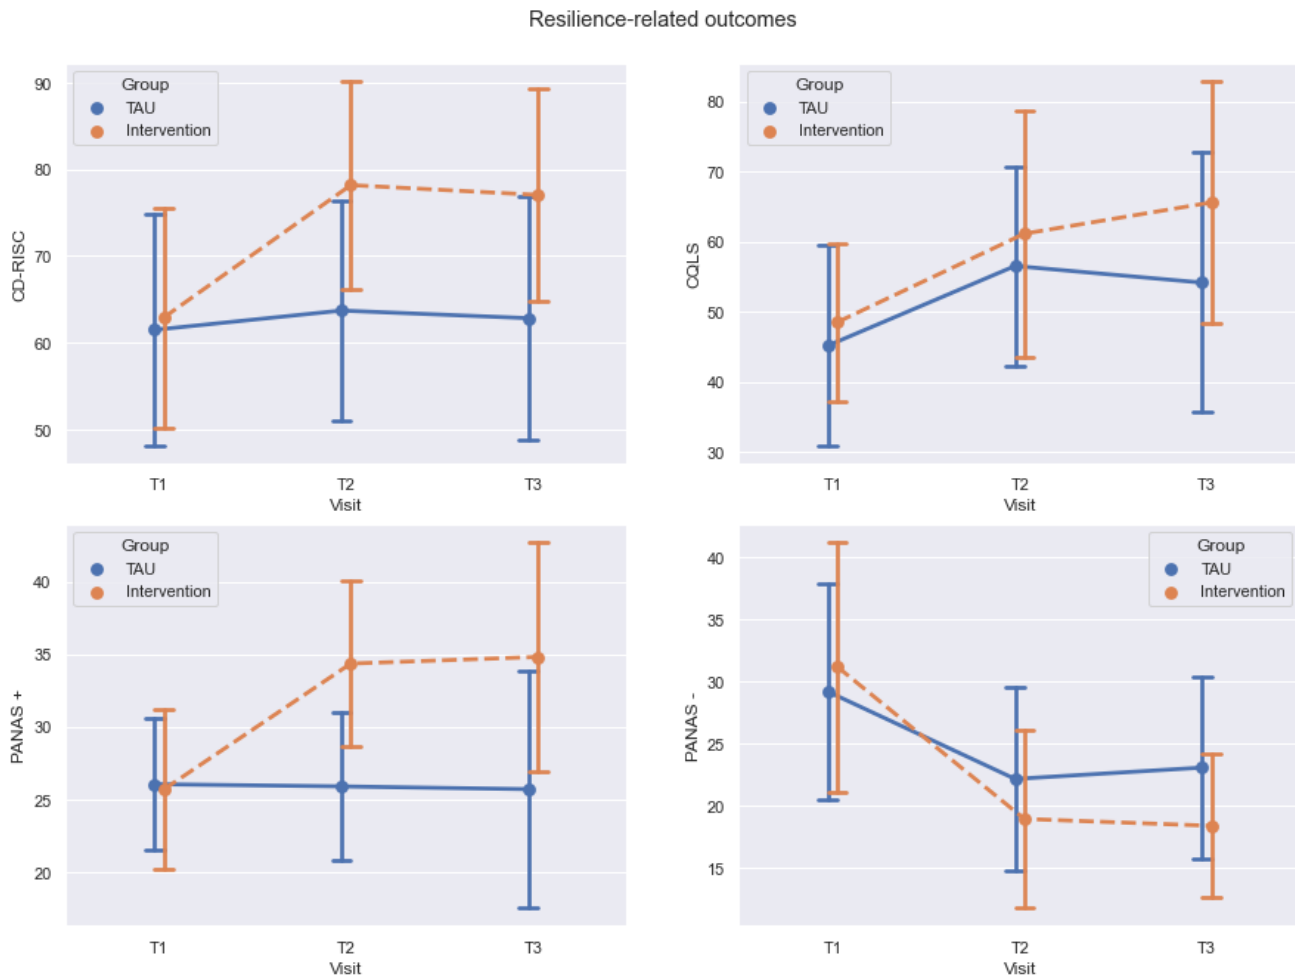 Resilience-related outcomes
Group
TAU
Intervention
90
80
70
60
50
CD-RISC
T1 T2 T3
Visit
Group
TAU
Intervention
80
70
60
50
40
30
CQLS
T1 T2 T3
Visit
Group
TAU
Intervention
40
35
30
25
20
PANAS +
T1 T2 T3
Visit
Group
TAU
Intervention
40
35
30
25
20
15
PANAS -
T1 T2 T3
Visit